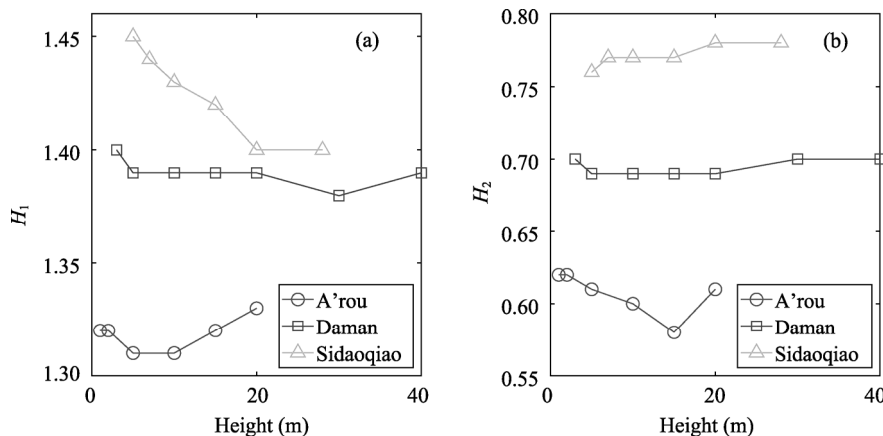 1.45
1.40
1.35
1.30
H1
(a)
A'rou
Daman
Sidaoqiao
0
20
40
Height (m)
0.80
0.75
0.70
0.65
0.60
0.55
H2
(b)
A'rou
Daman
Sidaoqiao
0
20
40
Height (m)